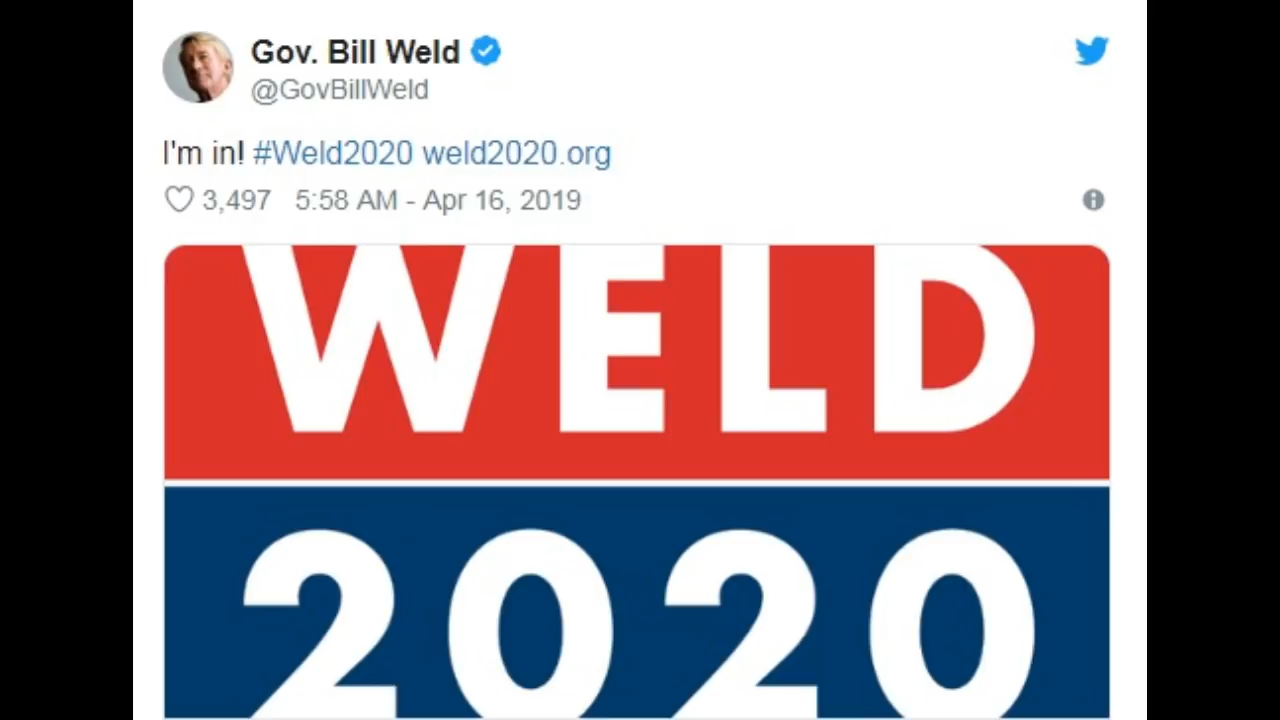 Gov. Bill Weld
@GovBillWeld
I'm in! #Weld2020 weld2020.org
3,497 5:58 AM - Apr 16, 2019
WELD
2020